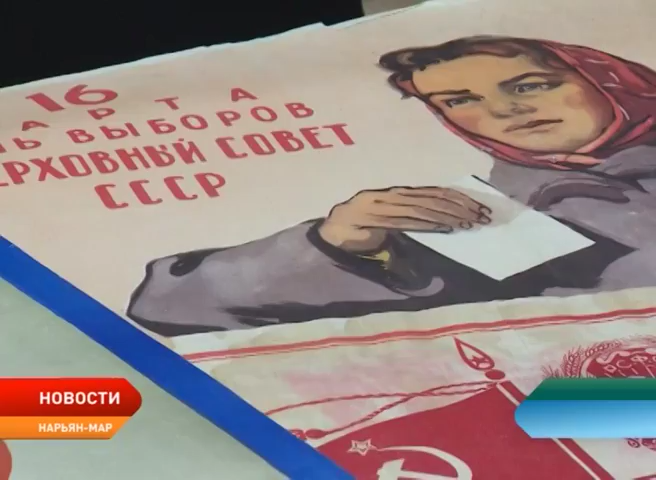 16
АРТА
НЬ ВЫБОРОВ
ЕРХОВНЫЙ СОВЕТ
СССР
НОВОСТИ
НАРЬЯН-МАР